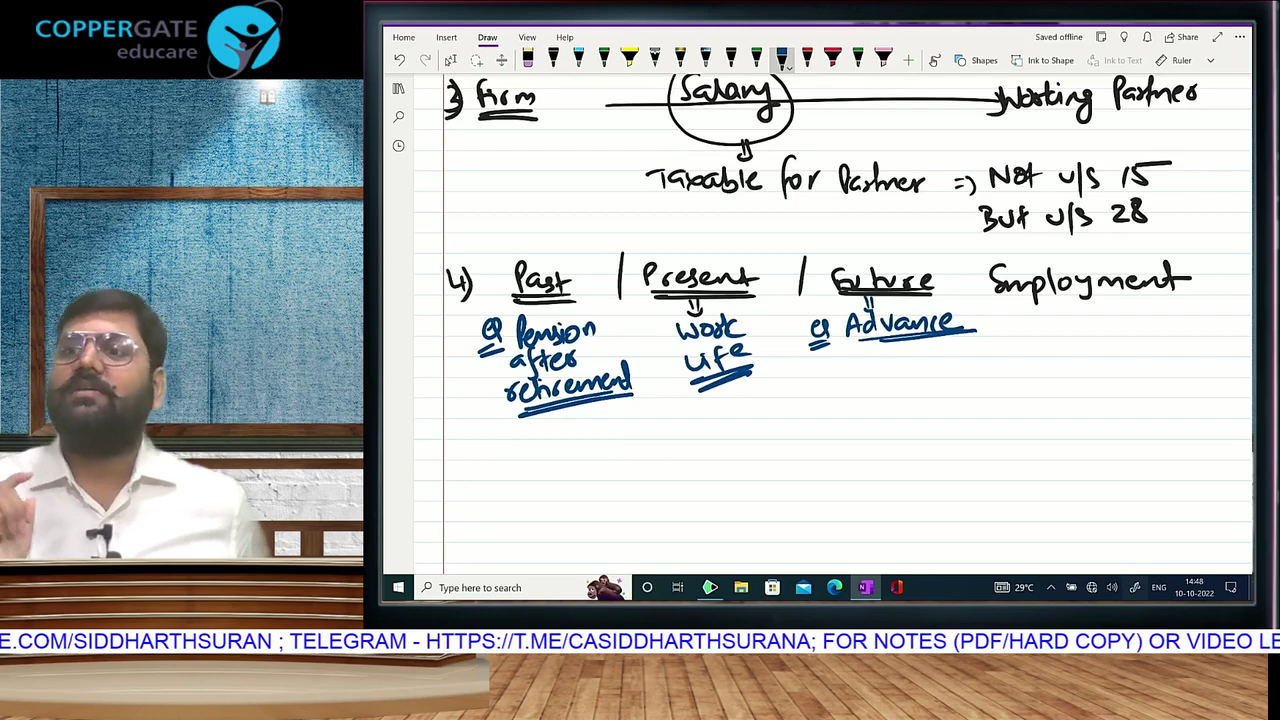 COPPERGATE
educare
Home Insert Draw View Help
Saved offline
Share
Shapes
Ink to Shape
Ink to Text
Ruler
3) Firm Salary Working Partner
Taxable for Partner => Not u/s 15
But u/s 28
4) Past | Present | Future Employment
eg Pension after retirement
Work Life
eg Advance
Type here to search
29°C
ENG
14:48
10-10-2022
E.COM/SIDDHARTHSURAN ; TELEGRAM - HTTPS://T.ME/CASIDDHARTHSURANA; FOR NOTES (PDF/HARD COPY) OR VIDEO LE